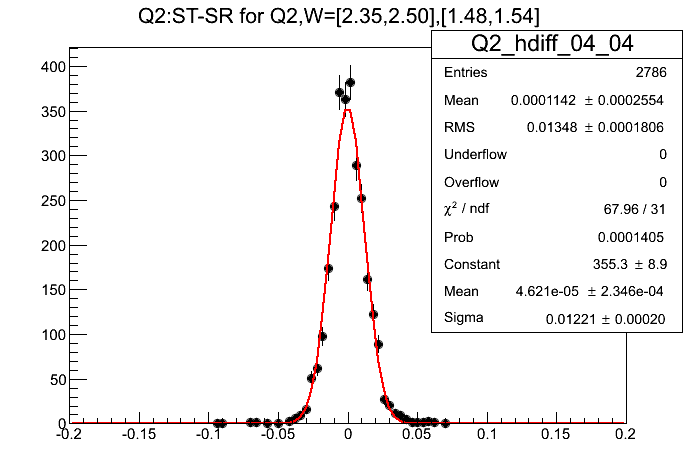 Q2:ST-SR for Q2,W=[2.35,2.50],[1.48,1.54]
Q2_hdiff_04_04
Entries 2786
Mean 0.0001142 ± 0.0002554
RMS 0.01348 ± 0.0001806
Underflow 0
Overflow 0
χ² / ndf 67.96 / 31
Prob 0.0001405
Constant 355.3 ± 8.9
Mean 4.621e-05 ± 2.346e-04
Sigma 0.01221 ± 0.00020
400
350
300
250
200
150
100
50
0
-0.2 -0.15 -0.1 -0.05 0 0.05 0.1 0.15 0.2